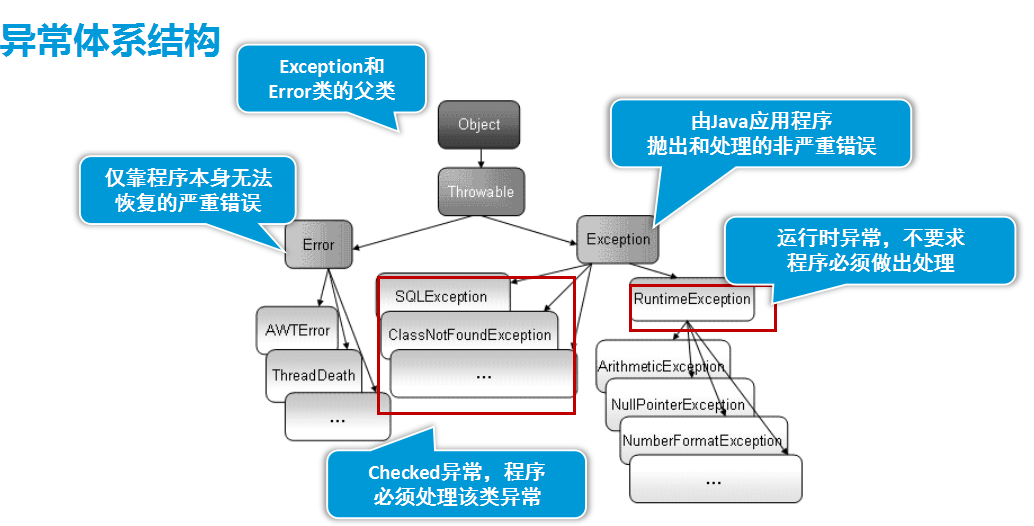 异常体系结构
Exception和
Error类的父类
Object
由Java应用程序
抛出和处理的非严重错误
仅靠程序本身无法
恢复的严重错误
Throwable
Error
Exception
运行时异常，不要求
程序必须做出处理
SQLException
RuntimeException
AWTError
ClassNotFoundException
ThreadDeath
...
ArithmeticException
...
NullPointerException
NumberFormatException
...
Checked异常，程序
必须处理该类异常